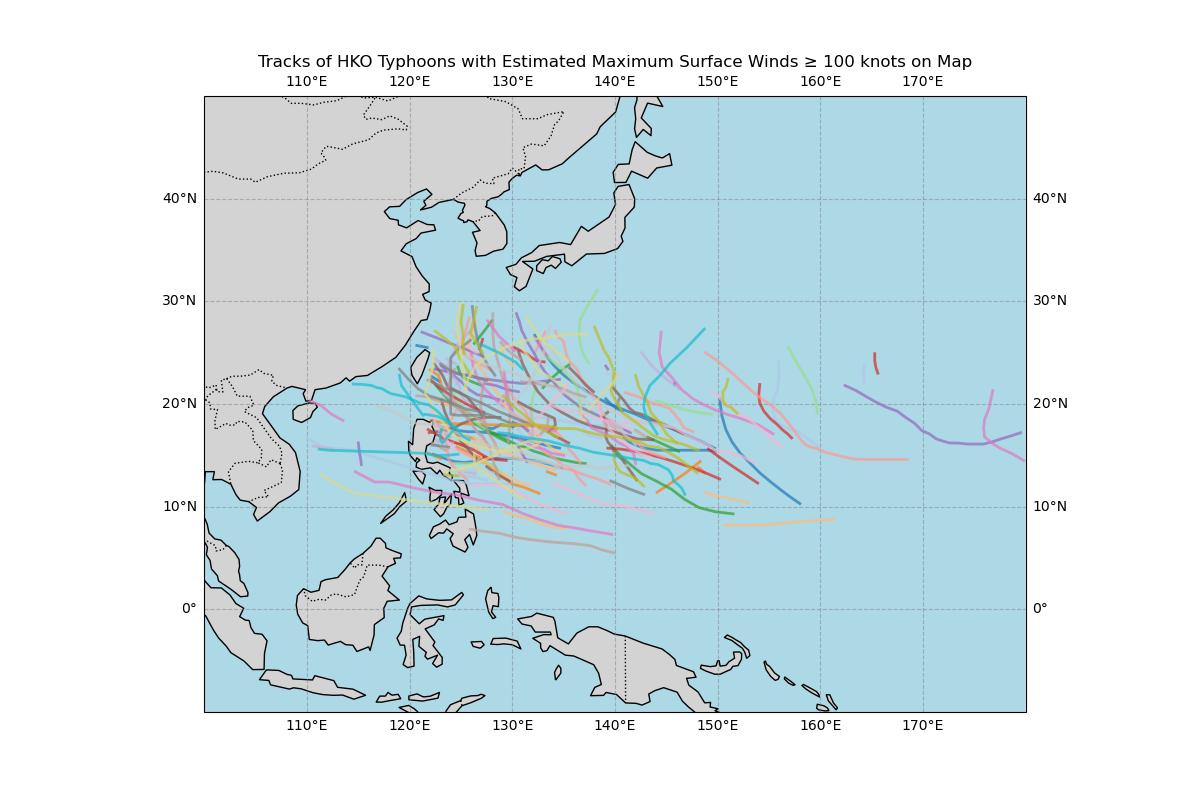 Tracks of HKO Typhoons with Estimated Maximum Surface Winds ≥ 100 knots on Map
110°E 120°E 130°E 140°E 150°E 160°E 170°E
40°N 40°N
30°N 30°N
20°N 20°N
10°N 10°N
0° 0°
110°E 120°E 130°E 140°E 150°E 160°E 170°E